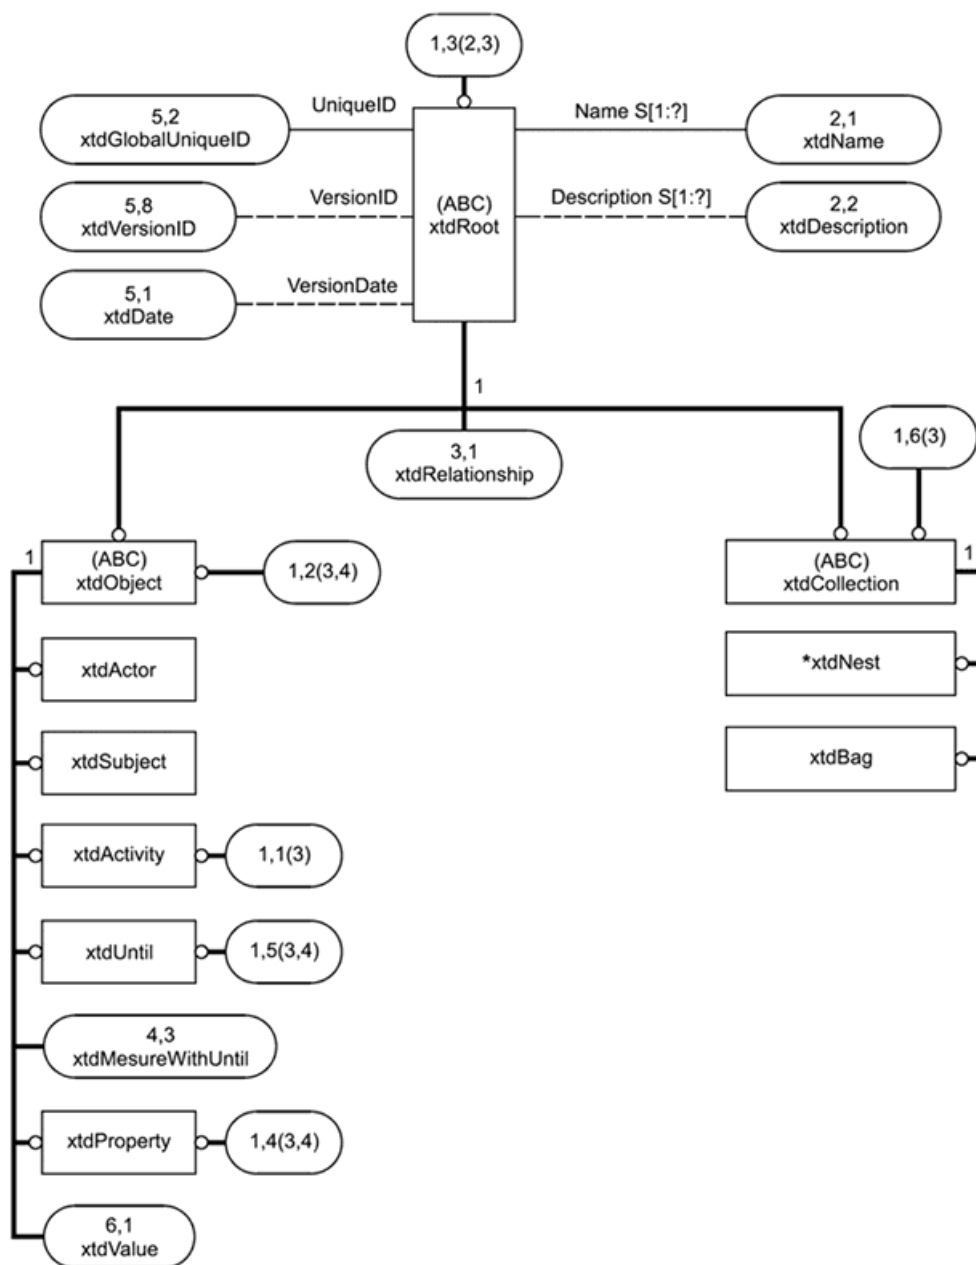 1,3(2,3)
UniqueID
Name S[1:?]
5,2
xtdGlobalUniqueID
2,1
xtdName
VersionID
(ABC)
xtdRoot
Description S[1:?]
5,8
xtdVersionID
2,2
xtdDescription
VersionDate
5,1
xtdDate
1
3,1
xtdRelationship
1,6(3)
1
(ABC)
xtdObject
1,2(3,4)
(ABC)
xtdCollection
1
xtdActor
*xtdNest
xtdSubject
xtdBag
xtdActivity
1,1(3)
xtdUntil
1,5(3,4)
4,3
xtdMesureWithUntil
xtdProperty
1,4(3,4)
6,1
xtdValue